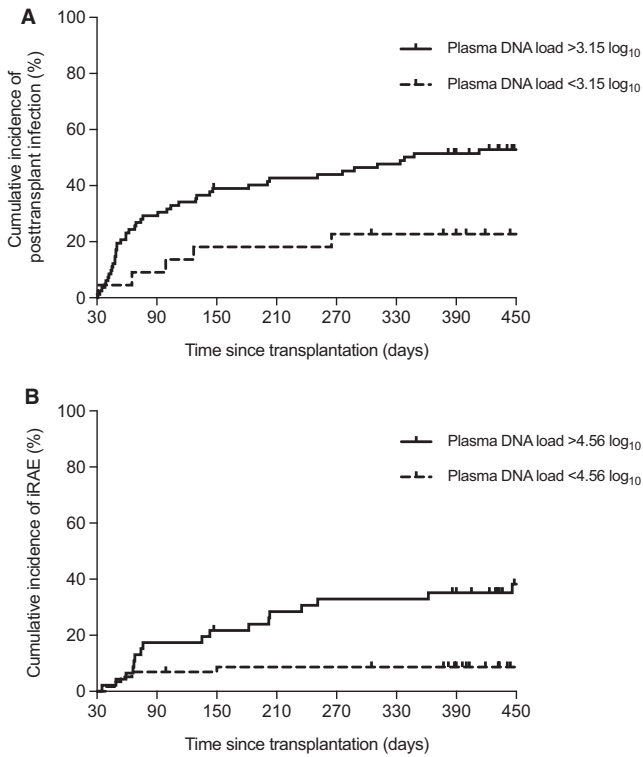 A
Cumulative incidence of
posttransplant infection (%)
100
80
60
40
20
0
Plasma DNA load >3.15 log10
Plasma DNA load <3.15 log10
30 90 150 210 270 330 390 450
Time since transplantation (days)
B
Cumulative incidence of iRAE (%)
100
80
60
40
20
0
Plasma DNA load >4.56 log10
Plasma DNA load <4.56 log10
30 90 150 210 270 330 390 450
Time since transplantation (days)